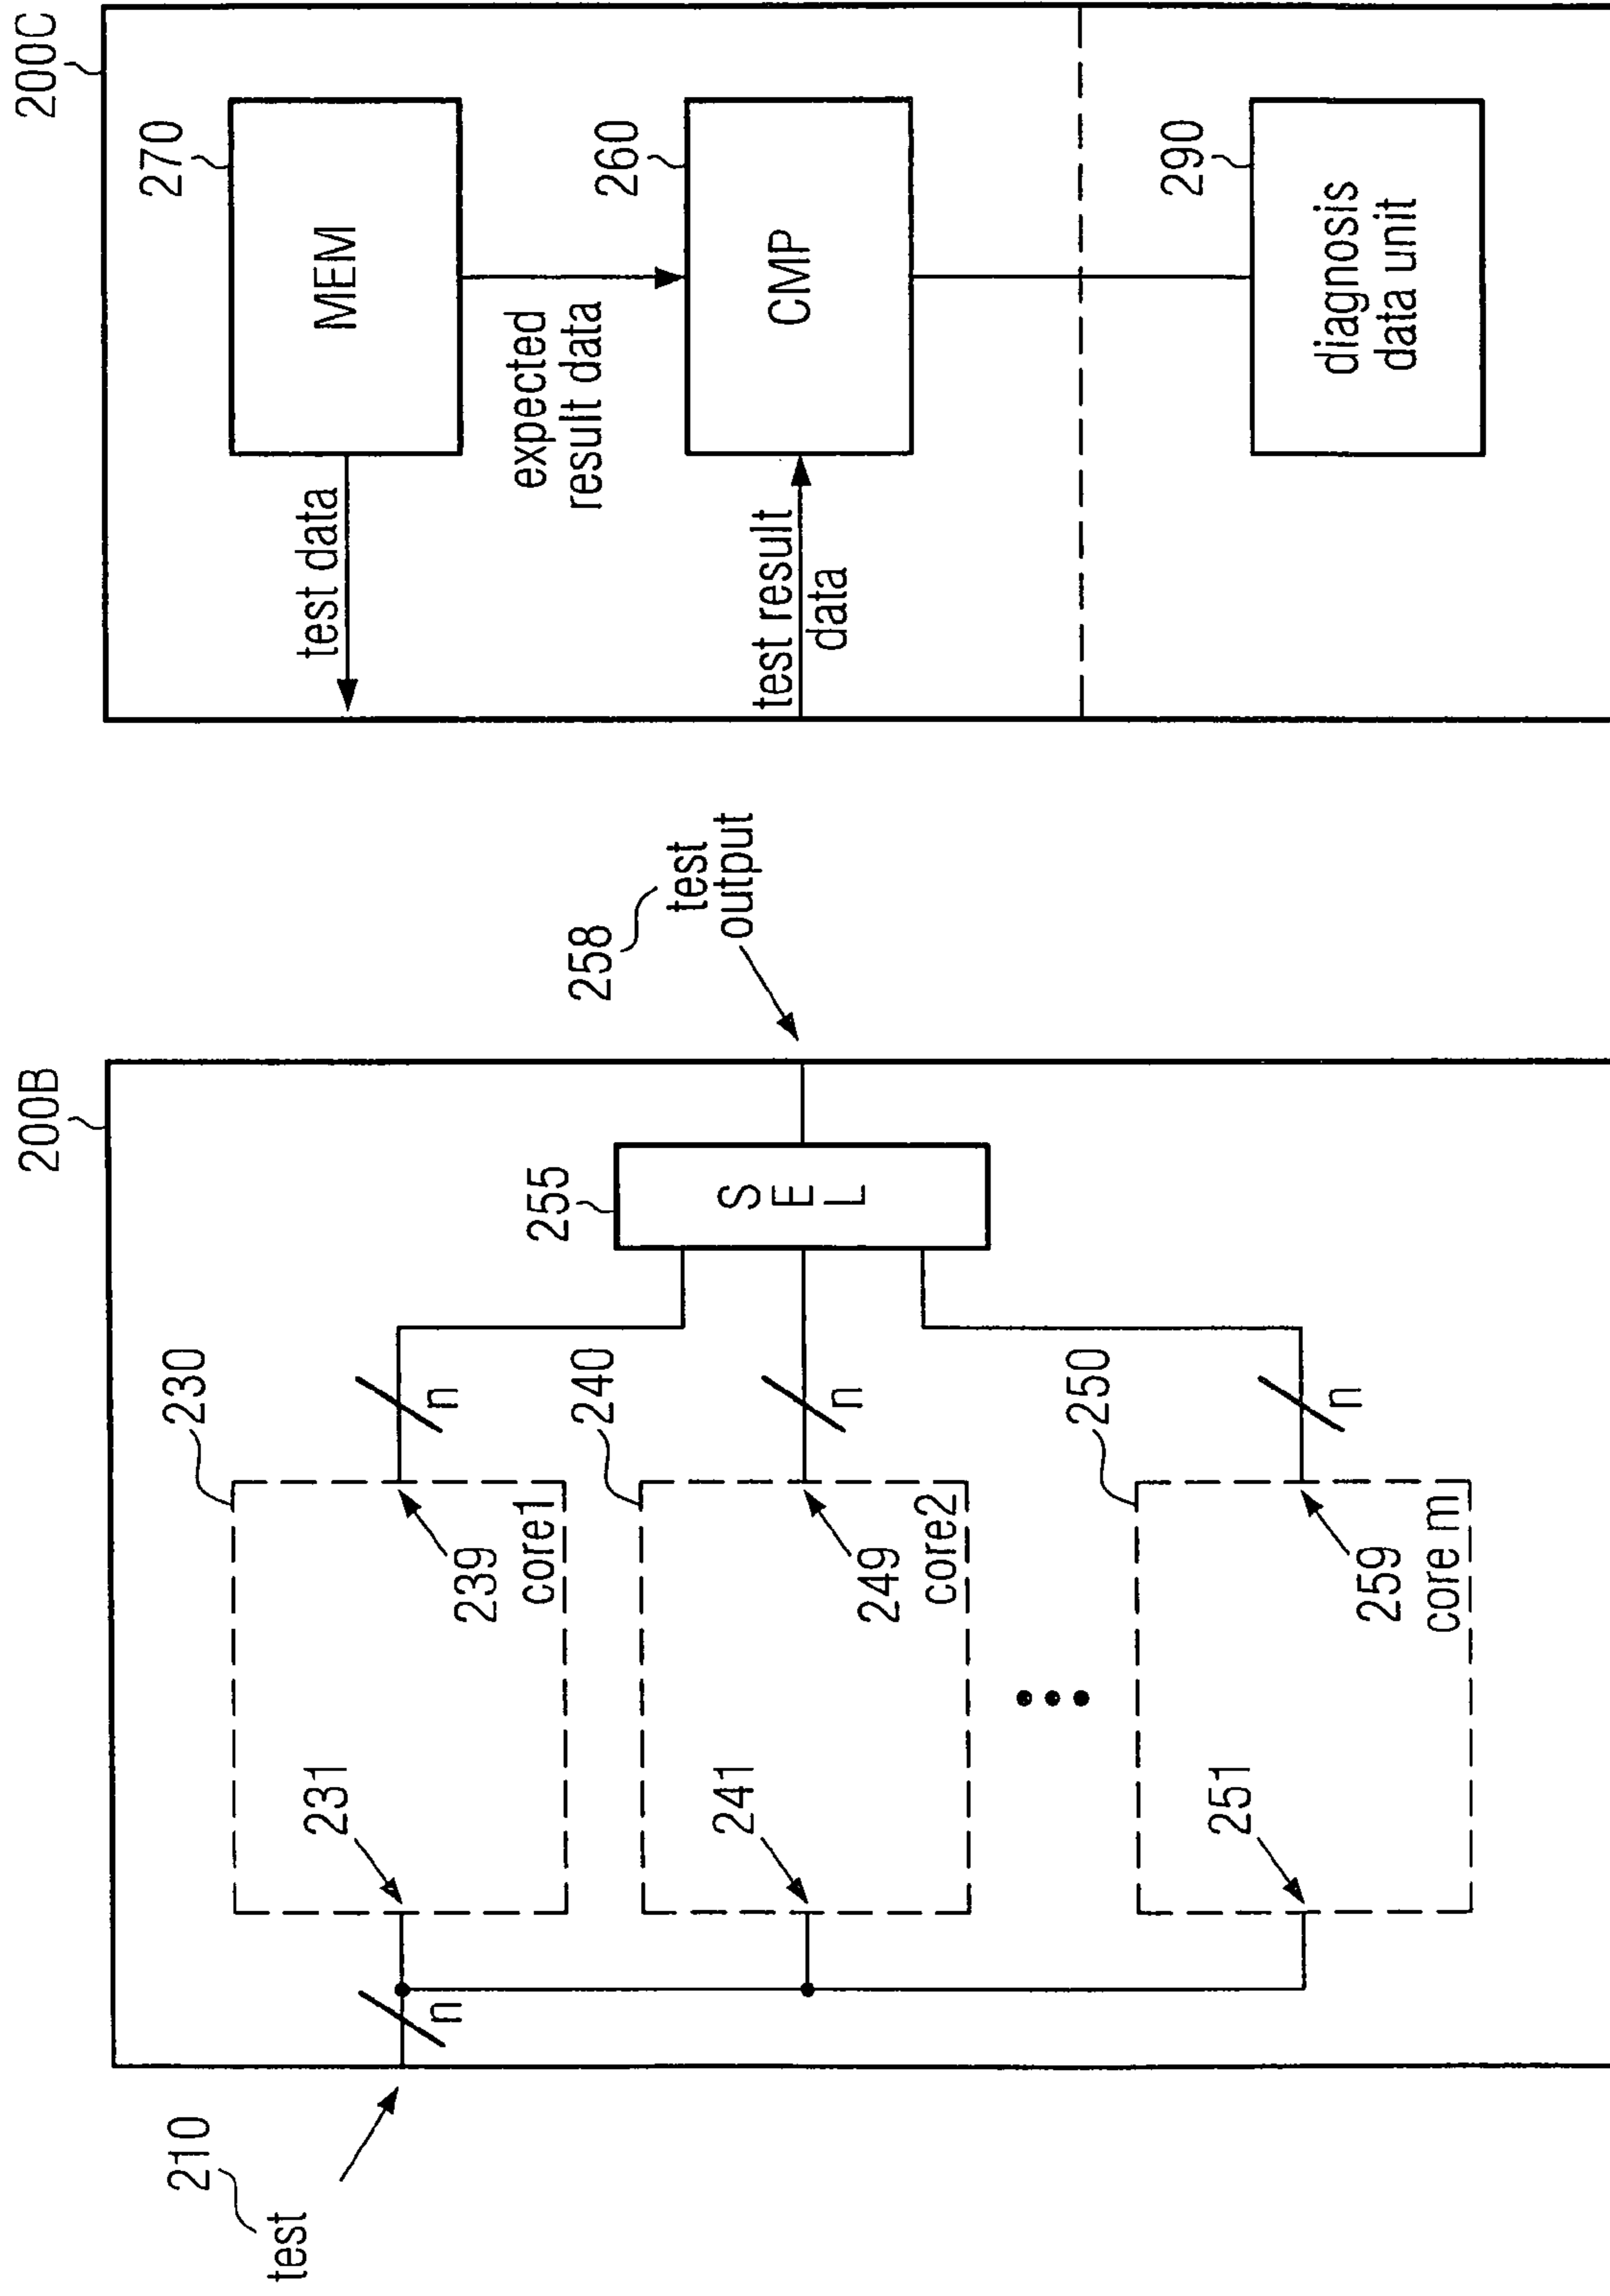 200B
200C
210
test
230
231
239
core1
240
241
249
core2
250
251
259
core m
n
n
n
n
255
S
E
L
258
test
output
270
MEM
test data
expected
result data
260
CMP
test result
data
290
diagnosis
data unit